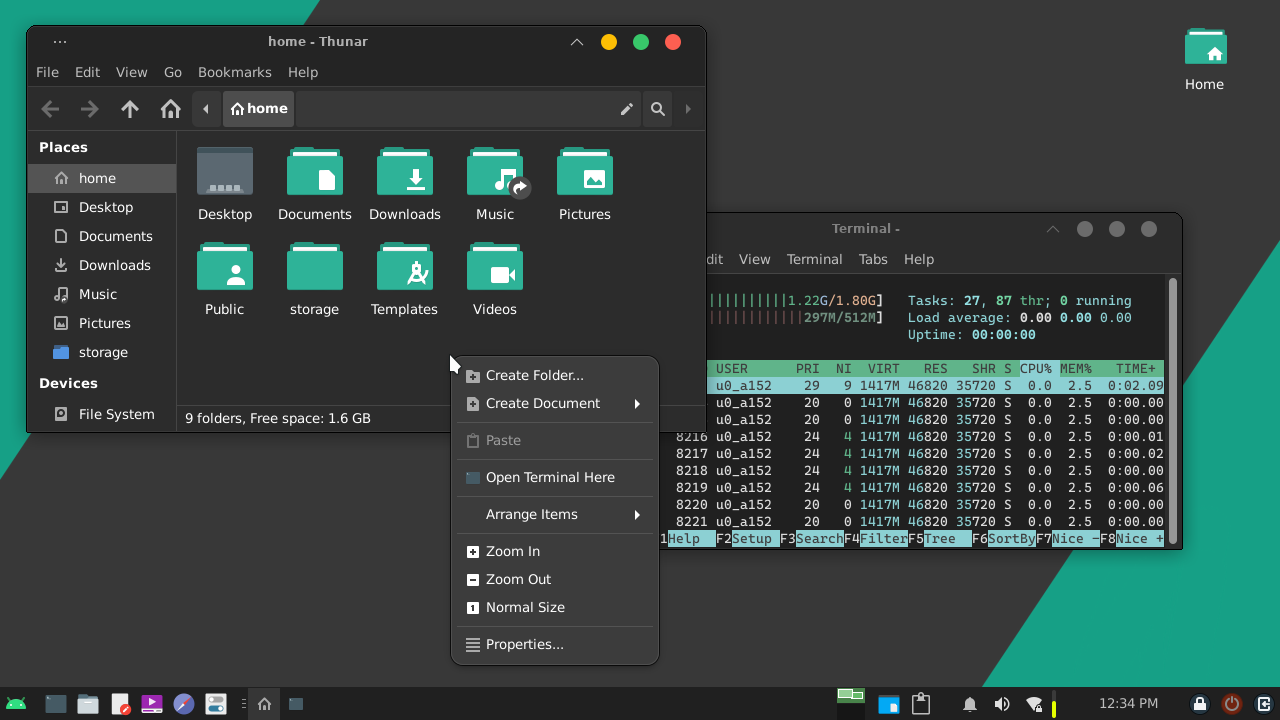 home - Thunar
File Edit View Go Bookmarks Help
home
Places
home
Desktop
Documents
Downloads
Music
Pictures
storage
Devices
File System
Desktop Documents Downloads Music Pictures
Public storage Templates Videos
9 folders, Free space: 1.6 GB
Create Folder...
Create Document
Paste
Open Terminal Here
Arrange Items
Zoom In
Zoom Out
Normal Size
Properties...
Home
Terminal -
dit View Terminal Tabs Help
||||||||||1.22G/1.80G] Tasks: 27, 87 thr; 0 running
||||||||||||297M/512M] Load average: 0.00 0.00 0.00
Uptime: 00:00:00
USER PRI NI VIRT RES SHR S CPU% MEM% TIME+
u0_a152 29 9 1417M 46820 35720 S 0.0 2.5 0:02.09
u0_a152 20 0 1417M 46820 35720 S 0.0 2.5 0:00.00
u0_a152 20 0 1417M 46820 35720 S 0.0 2.5 0:00.00
8216 u0_a152 24 4 1417M 46820 35720 S 0.0 2.5 0:00.01
8217 u0_a152 24 4 1417M 46820 35720 S 0.0 2.5 0:00.02
8218 u0_a152 24 4 1417M 46820 35720 S 0.0 2.5 0:00.00
8219 u0_a152 24 4 1417M 46820 35720 S 0.0 2.5 0:00.06
8220 u0_a152 20 0 1417M 46820 35720 S 0.0 2.5 0:00.00
8221 u0_a152 20 0 1417M 46820 35720 S 0.0 2.5 0:00.00
1Help F2Setup F3SearchF4FilterF5Tree F6SortByF7Nice -F8Nice +
12:34 PM